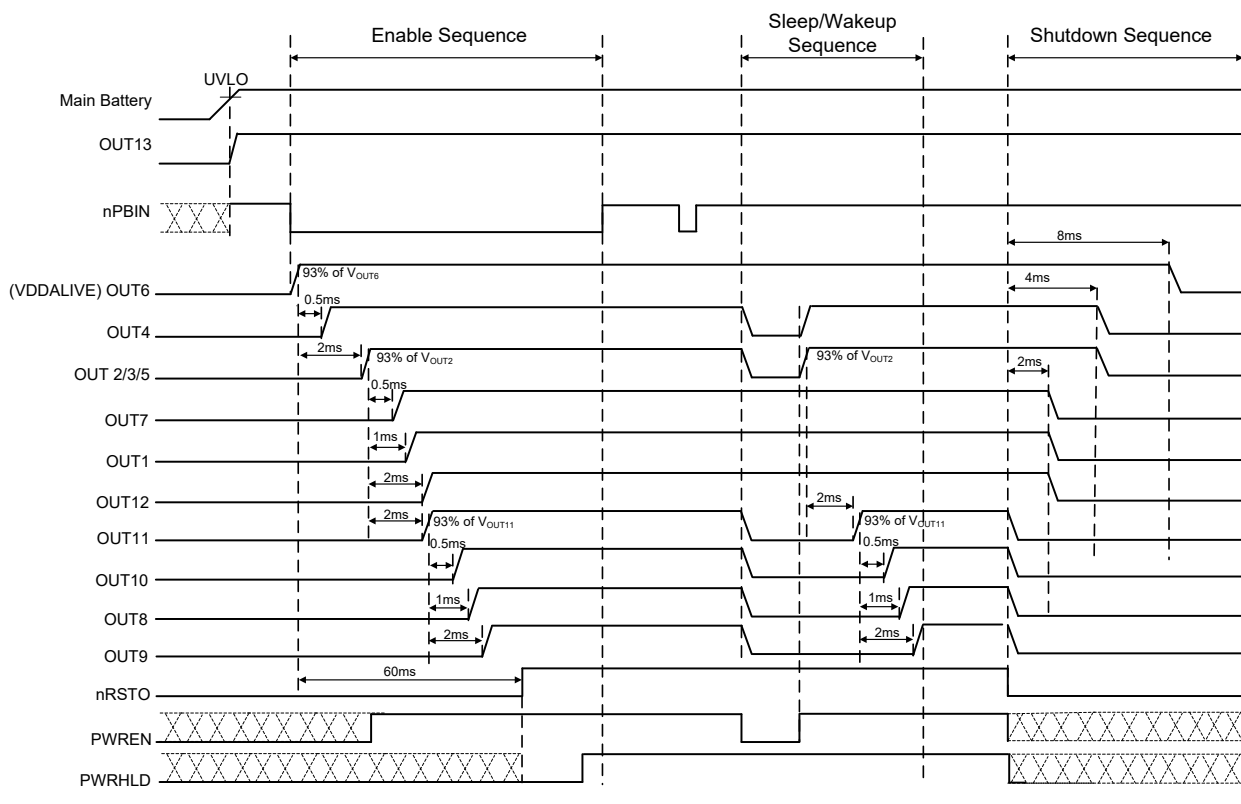 Enable Sequence
Sleep/Wakeup
Sequence
Shutdown Sequence
UVLO
Main Battery
OUT13
nPBIN
8ms
(VDDALIVE) OUT6
93% of VOUT6
4ms
0.5ms
OUT4
2ms
93% of VOUT2
93% of VOUT2
2ms
OUT 2/3/5
0.5ms
OUT7
1ms
OUT1
2ms
OUT12
2ms
2ms
93% of VOUT11
93% of VOUT11
OUT11
0.5ms
0.5ms
OUT10
1ms
1ms
OUT8
2ms
2ms
OUT9
60ms
nRSTO
PWREN
PWRHLD